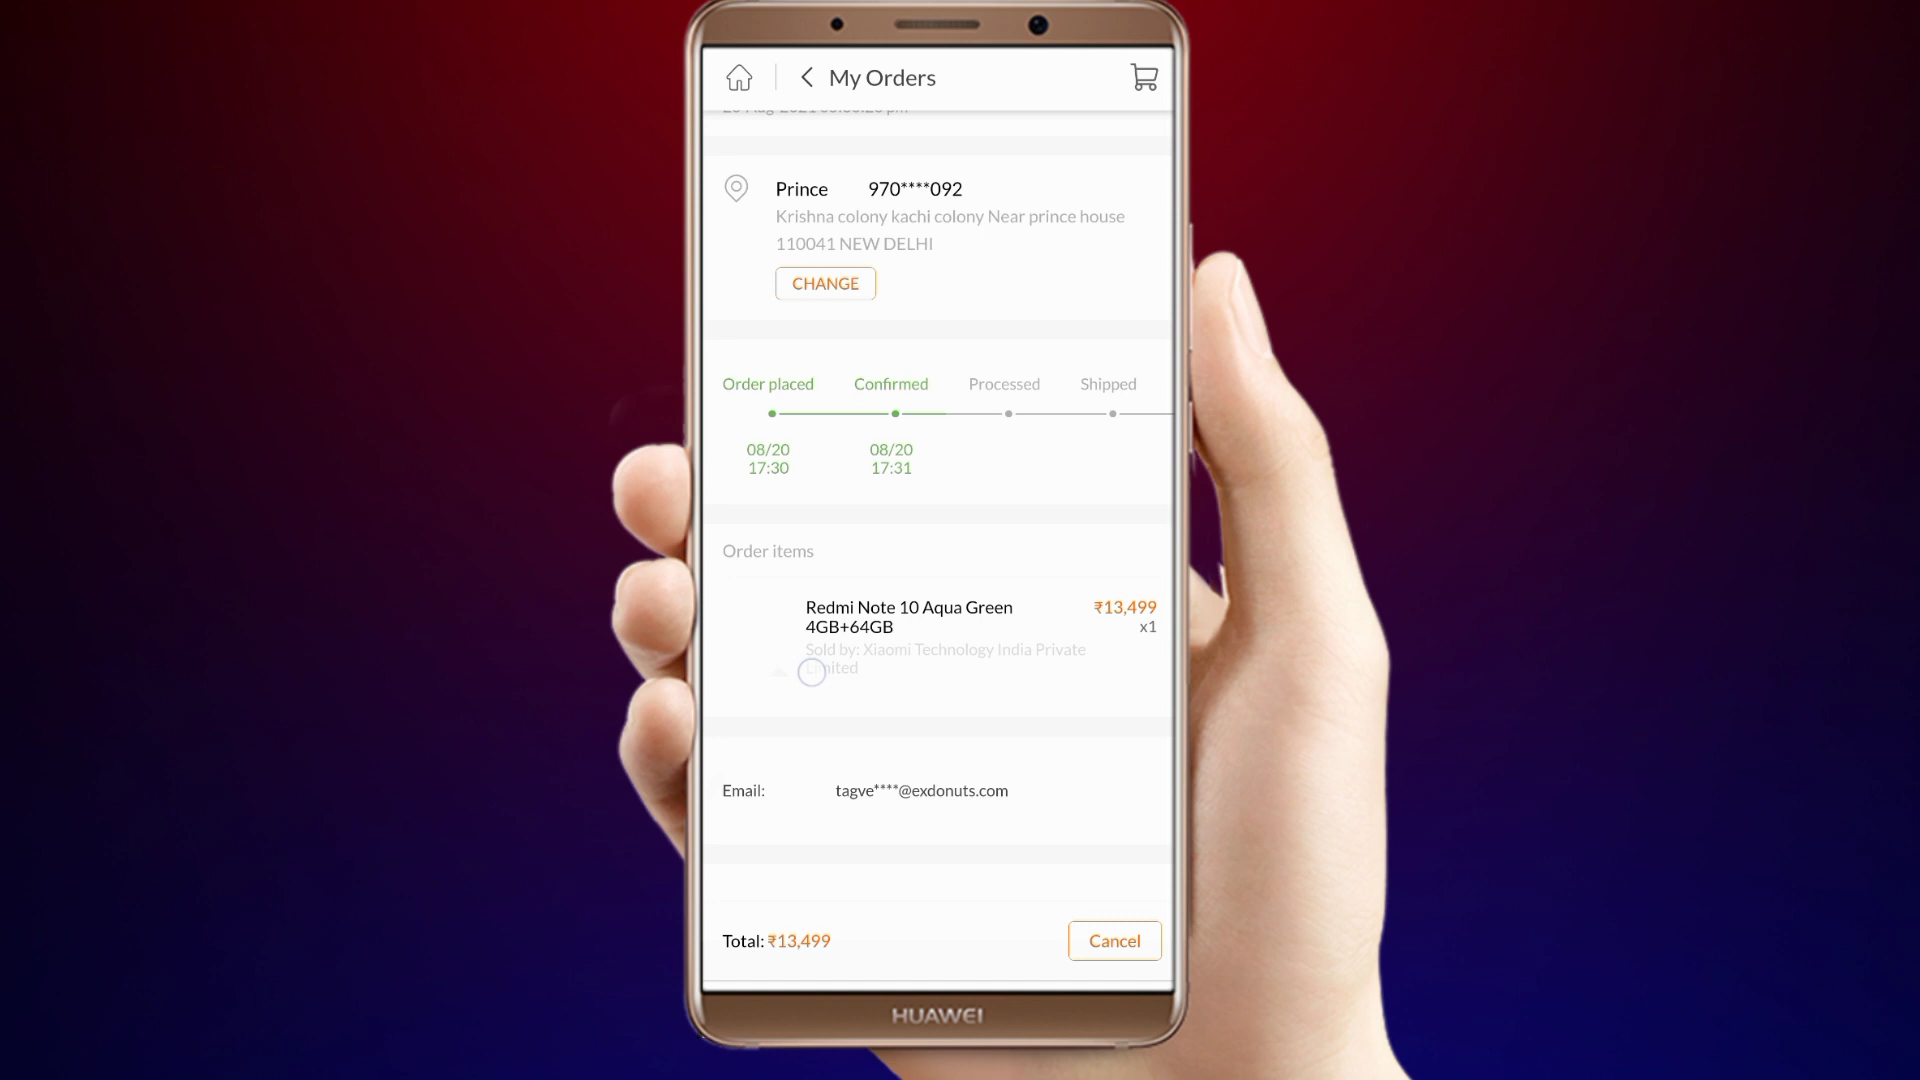 My Orders
Prince 970****092
Krishna colony kachi colony Near prince house
110041 NEW DELHI
CHANGE
Order placed Confirmed Processed Shipped
08/20 08/20
17:30 17:31
Order items
Redmi Note 10 Aqua Green ₹13,499
4GB+64GB x1
Sold by: Xiaomi Technology India Private
Limited
Email: tagve****@exdonuts.com
Total: ₹13,499 Cancel
HUAWEI